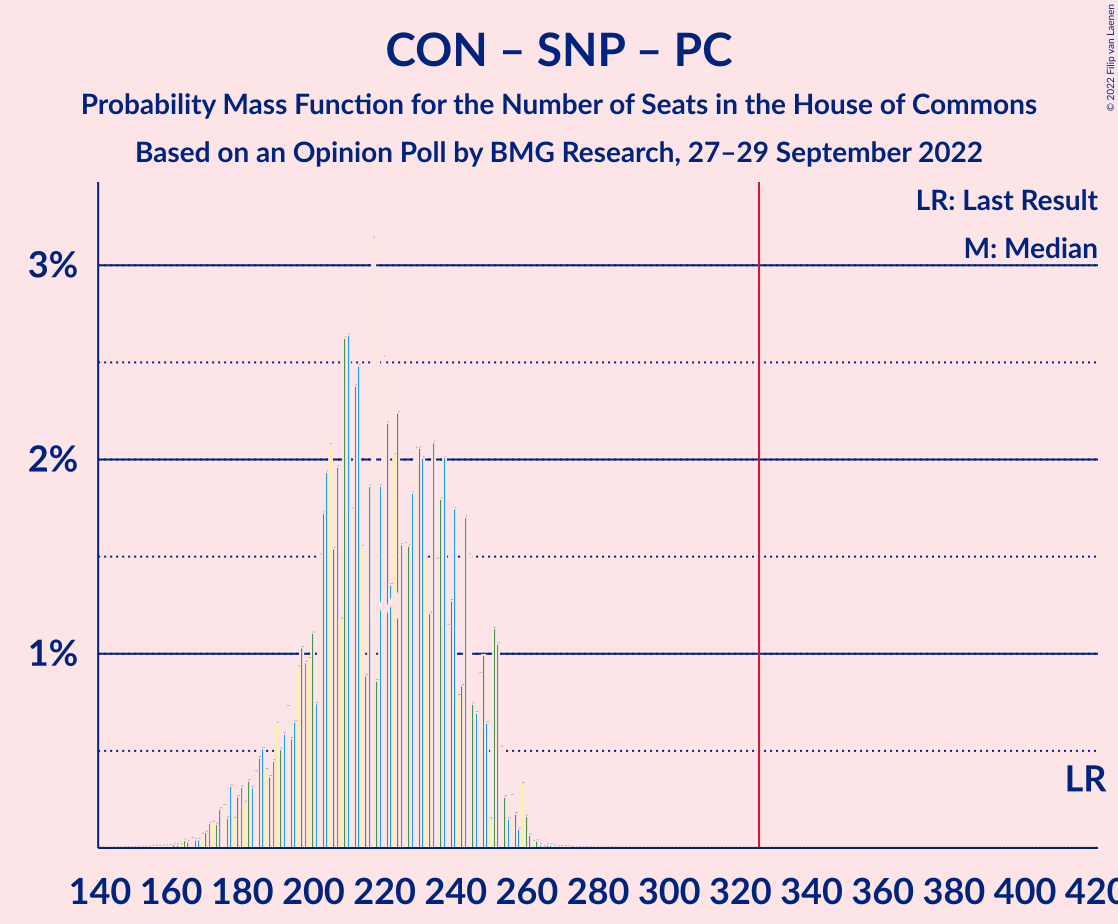 CON – SNP – PC
Probability Mass Function for the Number of Seats in the House of Commons
Based on an Opinion Poll by BMG Research, 27–29 September 2022
© 2022 Filip van Laenen
LR: Last Result
M: Median
3%
2%
1%
LR
140 160 180 200 220 240 260 280 300 320 340 360 380 400 420